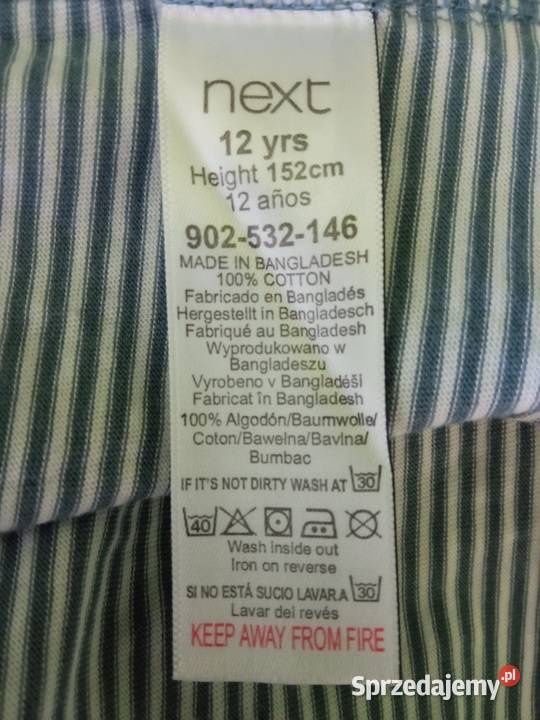 next
12 yrs
Height 152cm
12 años
902-532-146
MADE IN BANGLADESH
100% COTTON
Fabricado en Bangladés
Hergestellt in Bangladesch
Fabriqué au Bangladesh
Wyprodukowano w
Bangladeszu
Vyrobeno v Bangladéši
Fabricat în Bangladesh
100% Algodón/Baumwolle/
Coton/Bawełna/Bavlna/
Bumbac
IF IT'S NOT DIRTY WASH AT 30
40
Wash inside out
Iron on reverse
SI NO ESTÁ SUCIO LAVAR A 30
Lavar del revés
KEEP AWAY FROM FIRE
Sprzedajemy.pl